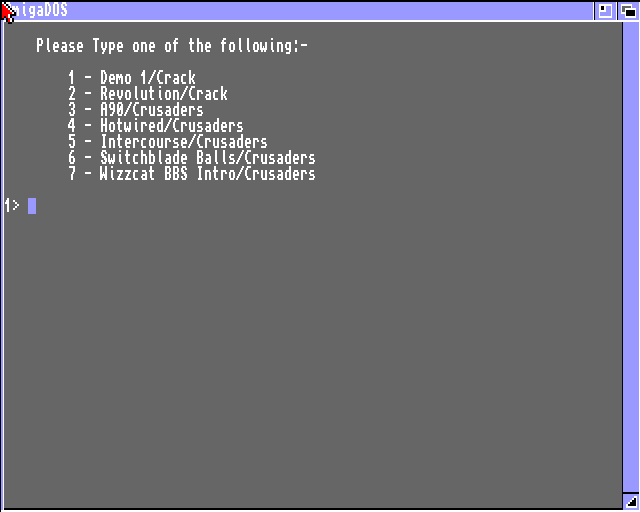 migaDOS
Please Type one of the following:-
1 - Demo 1/Crack
2 - Revolution/Crack
3 - A90/Crusaders
4 - Hotwired/Crusaders
5 - Intercourse/Crusaders
6 - Switchblade Balls/Crusaders
7 - Wizzcat BBS Intro/Crusaders
1>